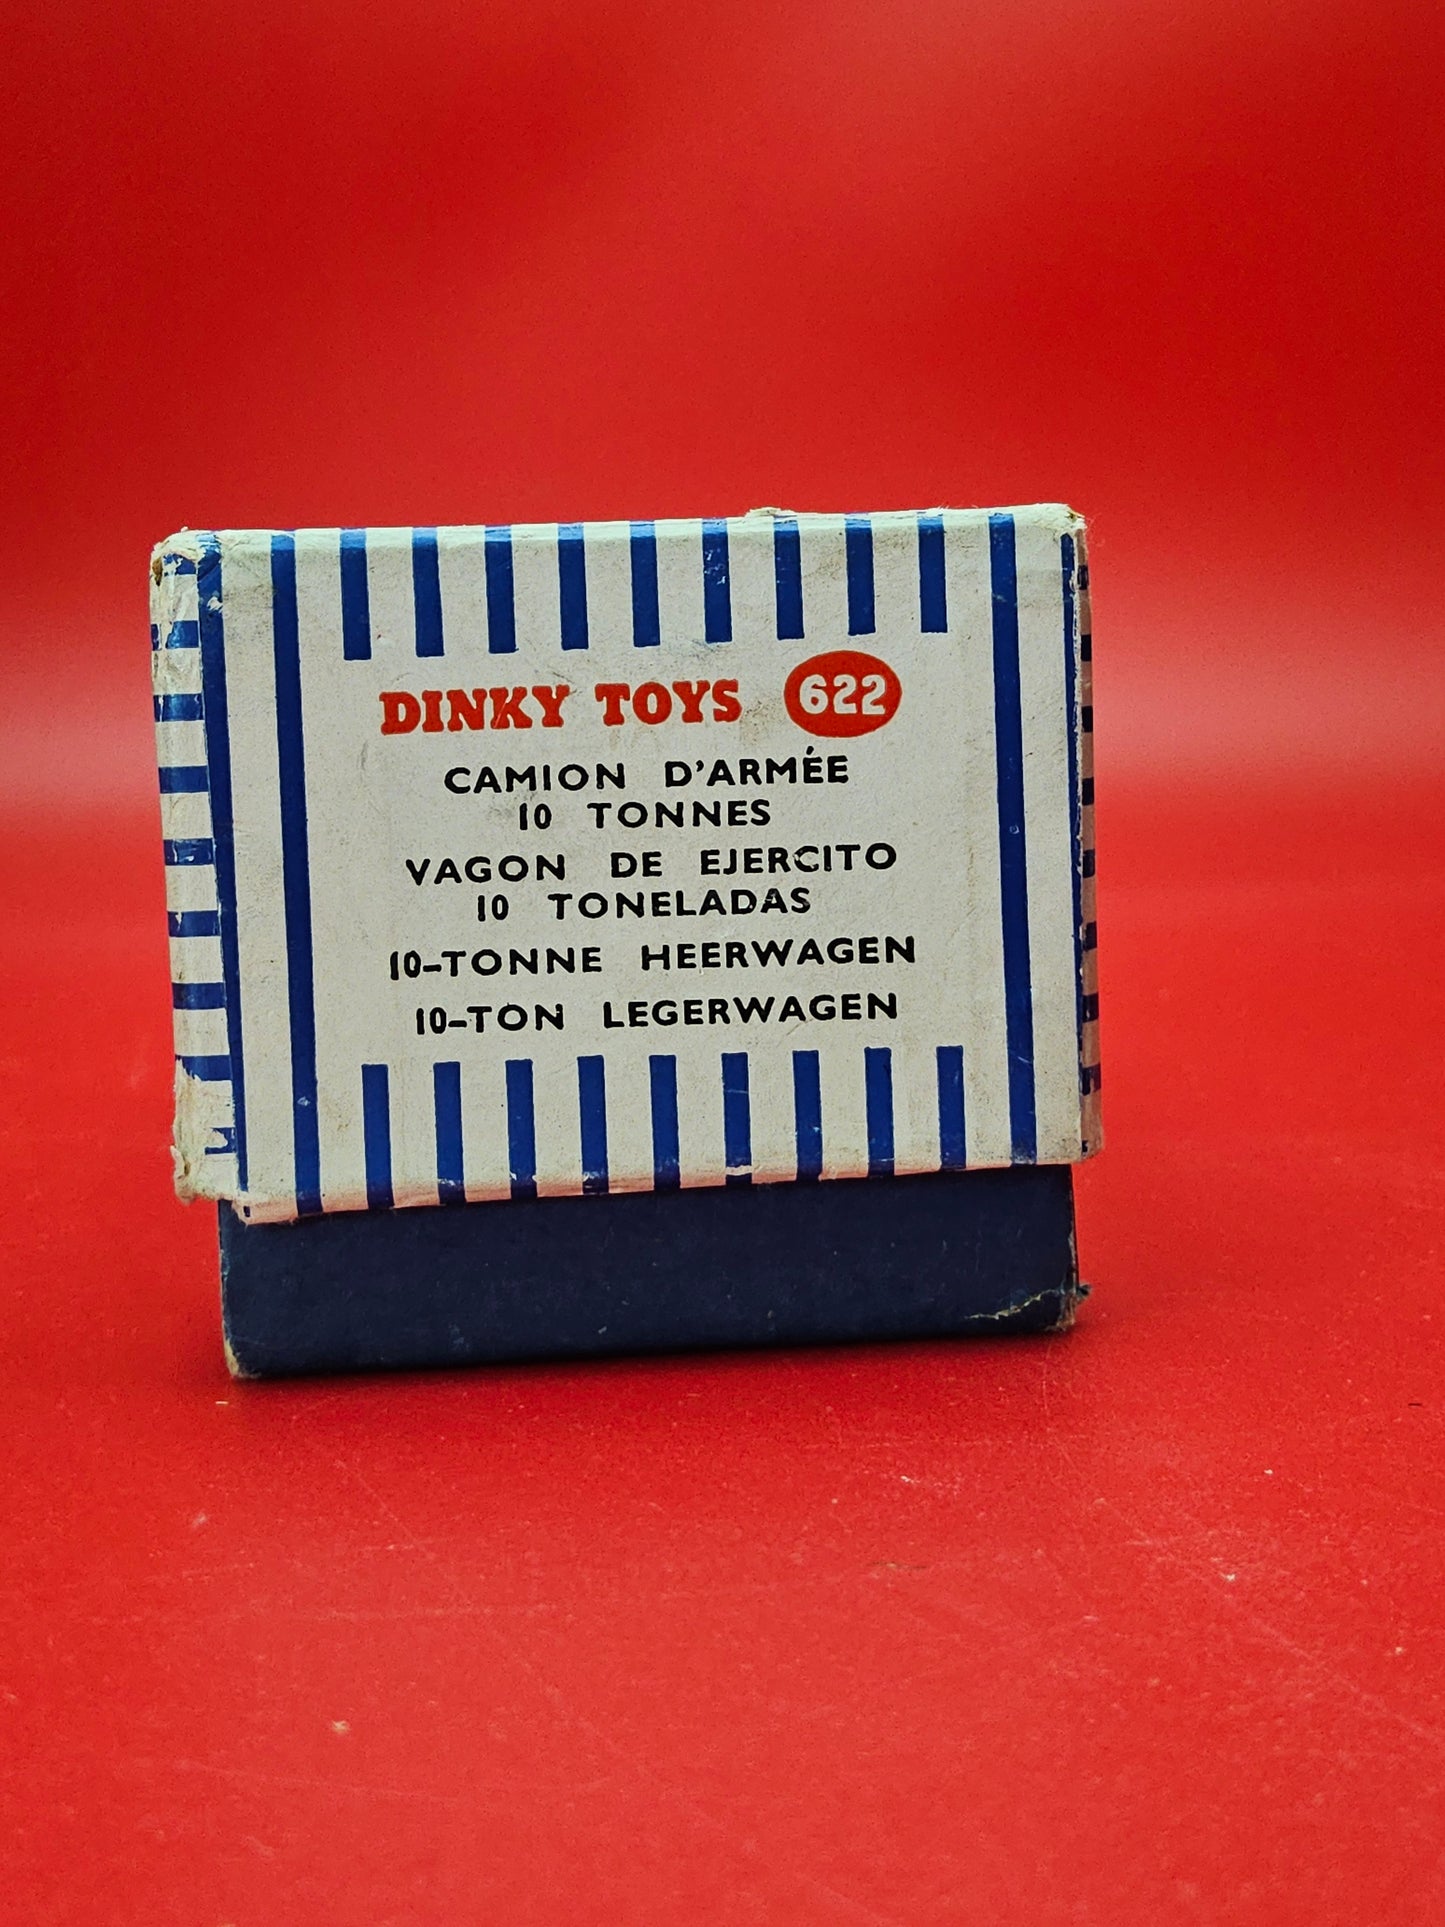 DINKY TOYS 622
CAMION D'ARMÉE
10 TONNES
VAGON DE EJERCITO
10 TONELADAS
10-TONNE HEERWAGEN
10-TON LEGERWAGEN